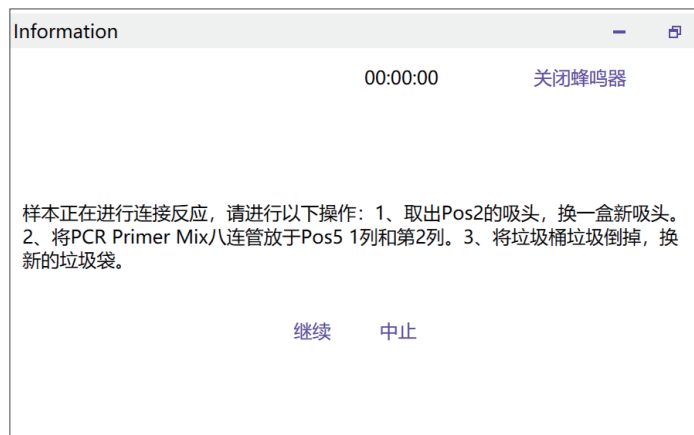 Information
00:00:00 关闭蜂鸣器
样本正在进行连接反应，请进行以下操作：1、取出Pos2的吸头，换一盒新吸头。
2、将PCR Primer Mix八连管放于Pos5 1列和第2列。3、将垃圾桶垃圾倒掉，换
新的垃圾袋。
继续 中止